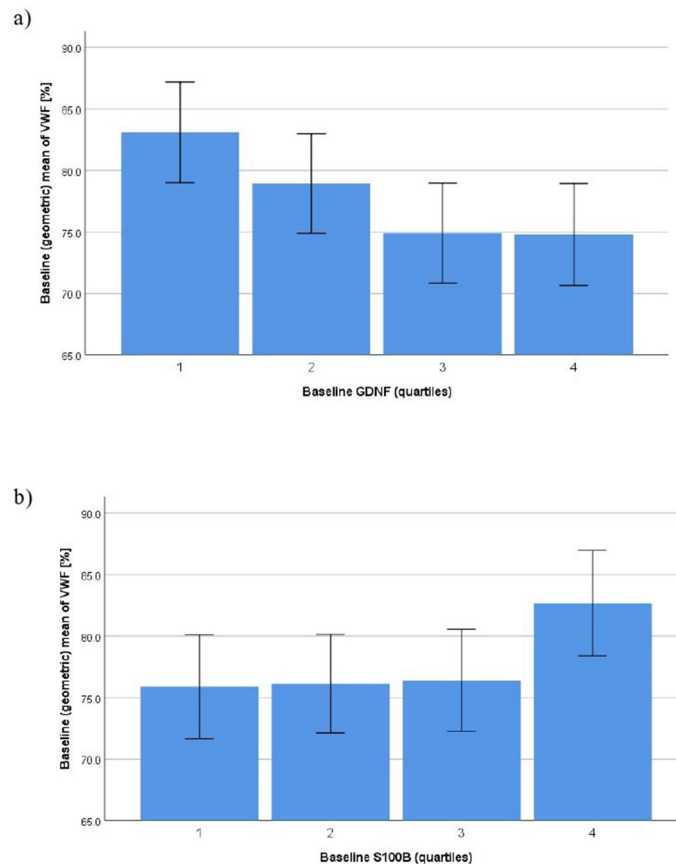 a)
Baseline (geometric) mean of VWF [%]
90.0
85.0
80.0
75.0
70.0
65.0
1 2 3 4
Baseline GDNF (quartiles)
b)
Baseline (geometric) mean of VWF [%]
90.0
85.0
80.0
75.0
70.0
65.0
1 2 3 4
Baseline S100B (quartiles)